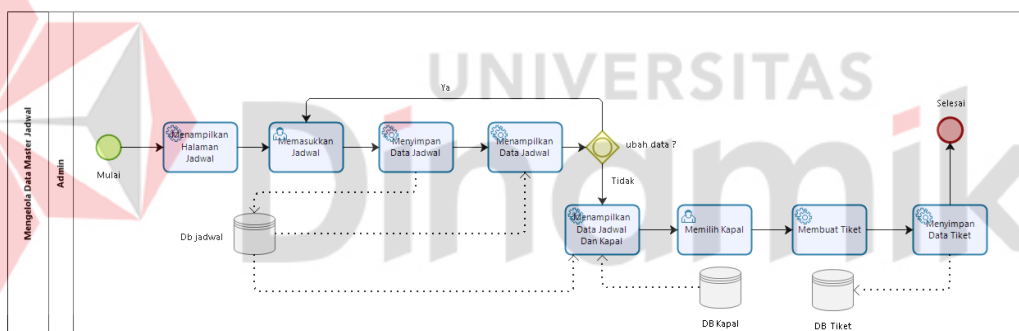 UNIVERSITAS
Dinamika
Mengelola Data Master Jadwal
Admin
Mulai
Menampilkan
Halaman
Jadwal
Memasukkan
Jadwal
Menyimpan
Data Jadwal
Menampilkan
Data Jadwal
Ya
ubah data ?
Tidak
Selesai
Db jadwal
Menampilkan
Data Jadwal
Dan Kapal
Memilih Kapal
Membuat Tiket
Menyimpan
Data Tiket
DB Kapal
DB Tiket